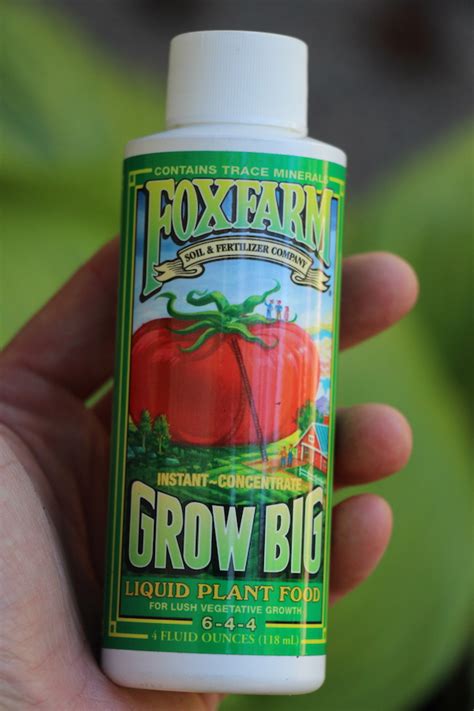 CONTAINS TRACE MINERALS
FOXFARM
SOIL & FERTILIZER COMPANY
INSTANT~CONCENTRATE
GROW BIG
LIQUID PLANT FOOD
FOR LUSH VEGETATIVE GROWTH
6-4-4
4 FLUID OUNCES (118 mL)